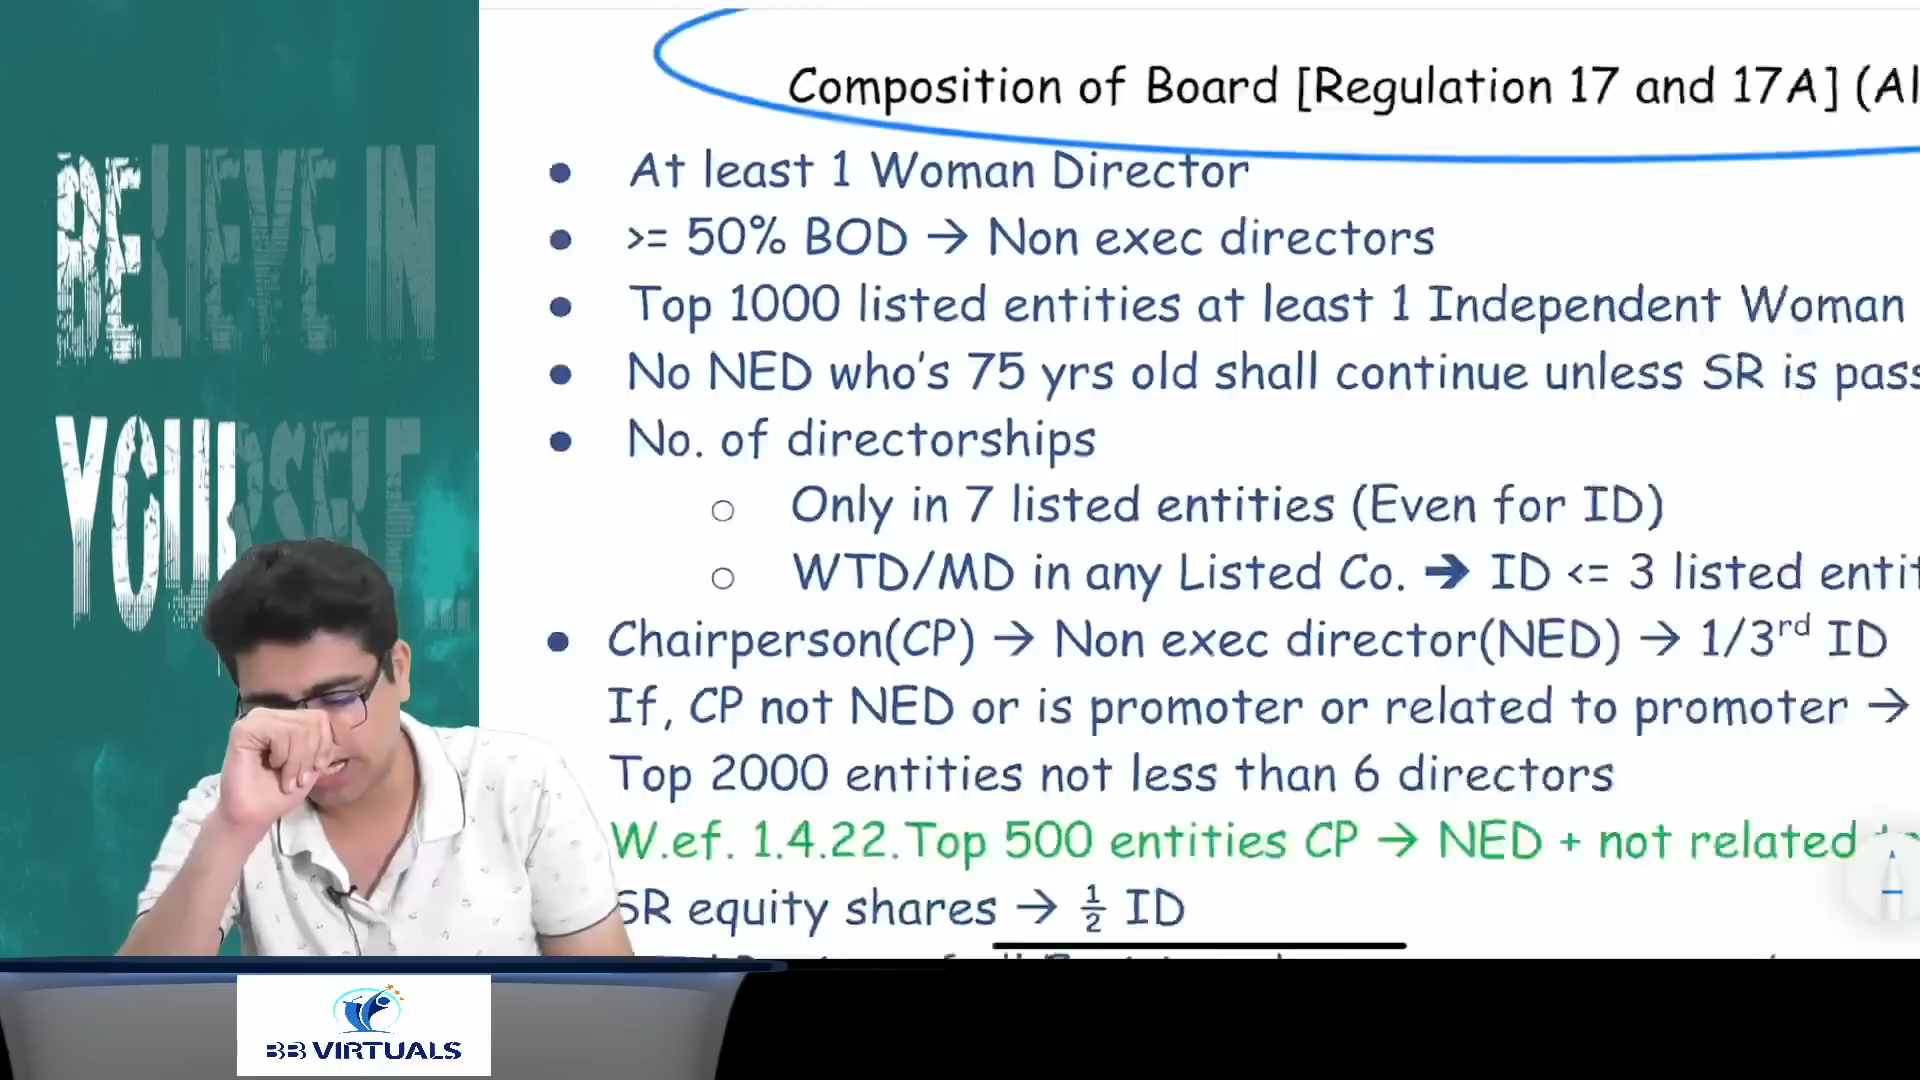 BELIEVE IN
YOURSELF...
Composition of Board [Regulation 17 and 17A] (Al
• At least 1 Woman Director
• >= 50% BOD → Non exec directors
• Top 1000 listed entities at least 1 Independent Woman
• No NED who's 75 yrs old shall continue unless SR is pass
• No. of directorships
○ Only in 7 listed entities (Even for ID)
○ WTD/MD in any Listed Co. → ID <= 3 listed entit
• Chairperson(CP) → Non exec director(NED) → 1/3rd ID
If, CP not NED or is promoter or related to promoter →
Top 2000 entities not less than 6 directors
W.ef. 1.4.22.Top 500 entities CP → NED + not related
SR equity shares → ½ ID
BB VIRTUALS